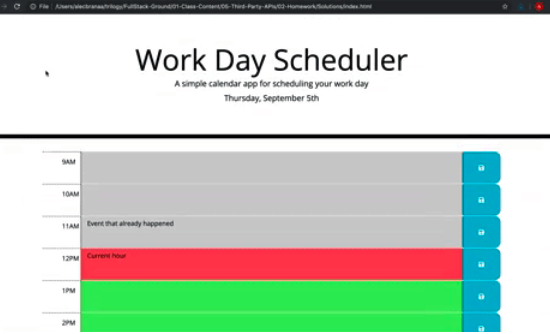 File | /Users/alecbranaa/trilogy/FullStack-Ground/01-Class-Content/05-Third-Party-APIs/02-Homework/Solutions/index.html
Work Day Scheduler
A simple calendar app for scheduling your work day
Thursday, September 5th
9AM
10AM
11AM Event that already happened
12PM Current hour
1PM
2PM